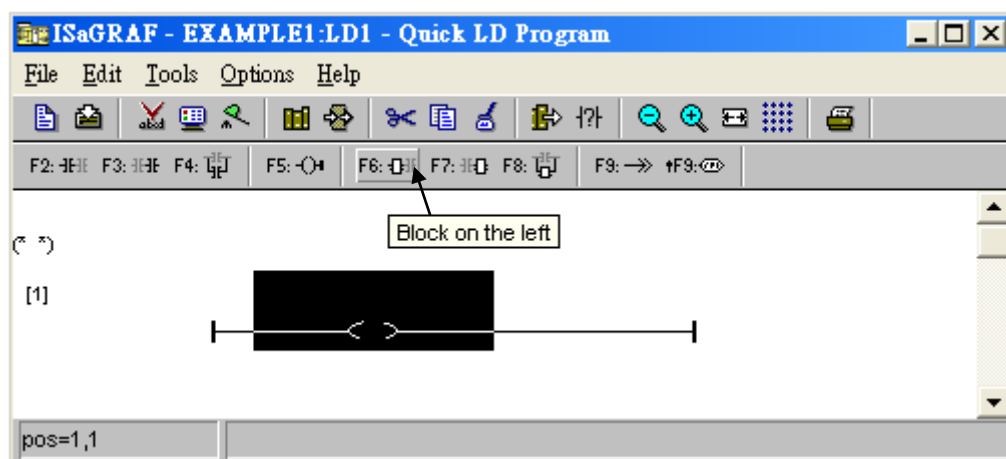 ISaGRAF - EXAMPLE1:LD1 - Quick LD Program
File Edit Tools Options Help
F2: F3: F4: F5: F6: F7: F8: F9: ↑F9:
Block on the left
(* *)
[1]
pos=1,1